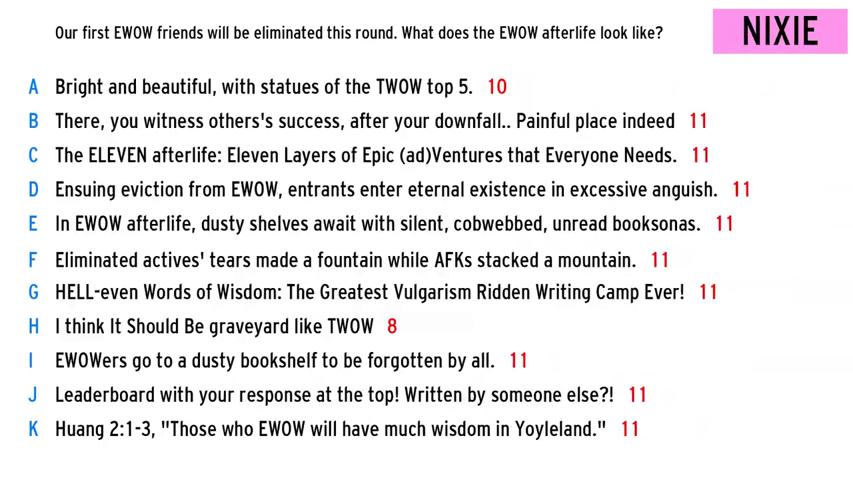 Our first EWOW friends will be eliminated this round. What does the EWOW afterlife look like?
NIXIE
A Bright and beautiful, with statues of the TWOW top 5. 10
B There, you witness others's success, after your downfall.. Painful place indeed 11
C The ELEVEN afterlife: Eleven Layers of Epic (ad)Ventures that Everyone Needs. 11
D Ensuing eviction from EWOW, entrants enter eternal existence in excessive anguish. 11
E In EWOW afterlife, dusty shelves await with silent, cobwebbed, unread booksonas. 11
F Eliminated actives' tears made a fountain while AFKs stacked a mountain. 11
G HELL-even Words of Wisdom: The Greatest Vulgarism Ridden Writing Camp Ever! 11
H I think It Should Be graveyard like TWOW 8
I EWOWers go to a dusty bookshelf to be forgotten by all. 11
J Leaderboard with your response at the top! Written by someone else?! 11
K Huang 2:1-3, "Those who EWOW will have much wisdom in Yoyleland." 11